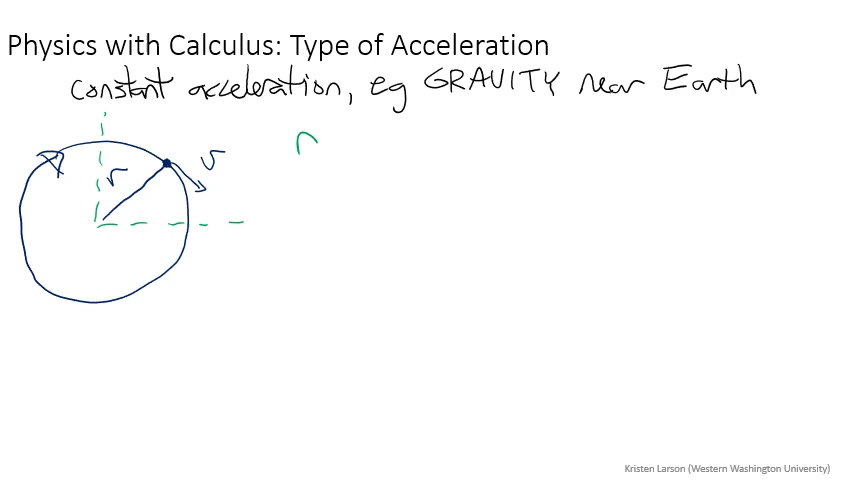 Physics with Calculus: Type of Acceleration
constant acceleration, eg GRAVITY near Earth
r
v
Kristen Larson (Western Washington University)